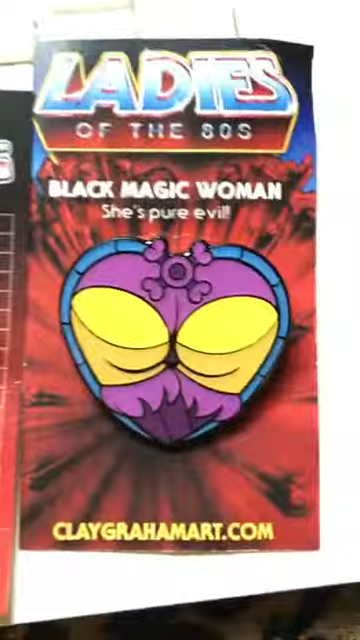 LADIES
OF THE 80S
BLACK MAGIC WOMAN
She's pure evil!
CLAYGRAHAMART.COM